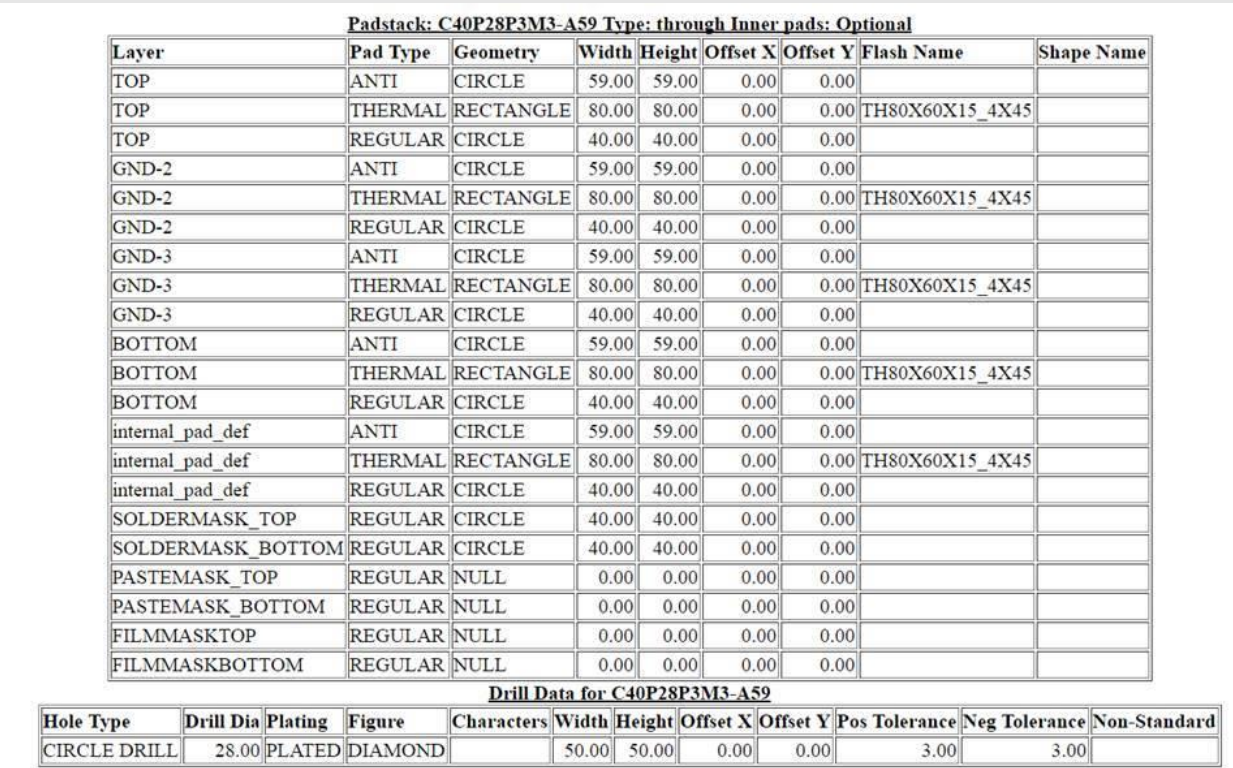 Padstack: C40P28P3M3-A59 Type: through Inner pads: Optional
Layer Pad Type Geometry Width Height Offset X Offset Y Flash Name Shape Name
TOP ANTI CIRCLE 59.00 59.00 0.00 0.00
TOP THERMAL RECTANGLE 80.00 80.00 0.00 0.00 TH80X60X15_4X45
TOP REGULAR CIRCLE 40.00 40.00 0.00 0.00
GND-2 ANTI CIRCLE 59.00 59.00 0.00 0.00
GND-2 THERMAL RECTANGLE 80.00 80.00 0.00 0.00 TH80X60X15_4X45
GND-2 REGULAR CIRCLE 40.00 40.00 0.00 0.00
GND-3 ANTI CIRCLE 59.00 59.00 0.00 0.00
GND-3 THERMAL RECTANGLE 80.00 80.00 0.00 0.00 TH80X60X15_4X45
GND-3 REGULAR CIRCLE 40.00 40.00 0.00 0.00
BOTTOM ANTI CIRCLE 59.00 59.00 0.00 0.00
BOTTOM THERMAL RECTANGLE 80.00 80.00 0.00 0.00 TH80X60X15_4X45
BOTTOM REGULAR CIRCLE 40.00 40.00 0.00 0.00
internal_pad_def ANTI CIRCLE 59.00 59.00 0.00 0.00
internal_pad_def THERMAL RECTANGLE 80.00 80.00 0.00 0.00 TH80X60X15_4X45
internal_pad_def REGULAR CIRCLE 40.00 40.00 0.00 0.00
SOLDERMASK_TOP REGULAR CIRCLE 40.00 40.00 0.00 0.00
SOLDERMASK_BOTTOM REGULAR CIRCLE 40.00 40.00 0.00 0.00
PASTEMASK_TOP REGULAR NULL 0.00 0.00 0.00 0.00
PASTEMASK_BOTTOM REGULAR NULL 0.00 0.00 0.00 0.00
FILMMASKTOP REGULAR NULL 0.00 0.00 0.00 0.00
FILMMASKBOTTOM REGULAR NULL 0.00 0.00 0.00 0.00
Drill Data for C40P28P3M3-A59
Hole Type Drill Dia Plating Figure Characters Width Height Offset X Offset Y Pos Tolerance Neg Tolerance Non-Standard
CIRCLE DRILL 28.00 PLATED DIAMOND 50.00 50.00 0.00 0.00 3.00 3.00